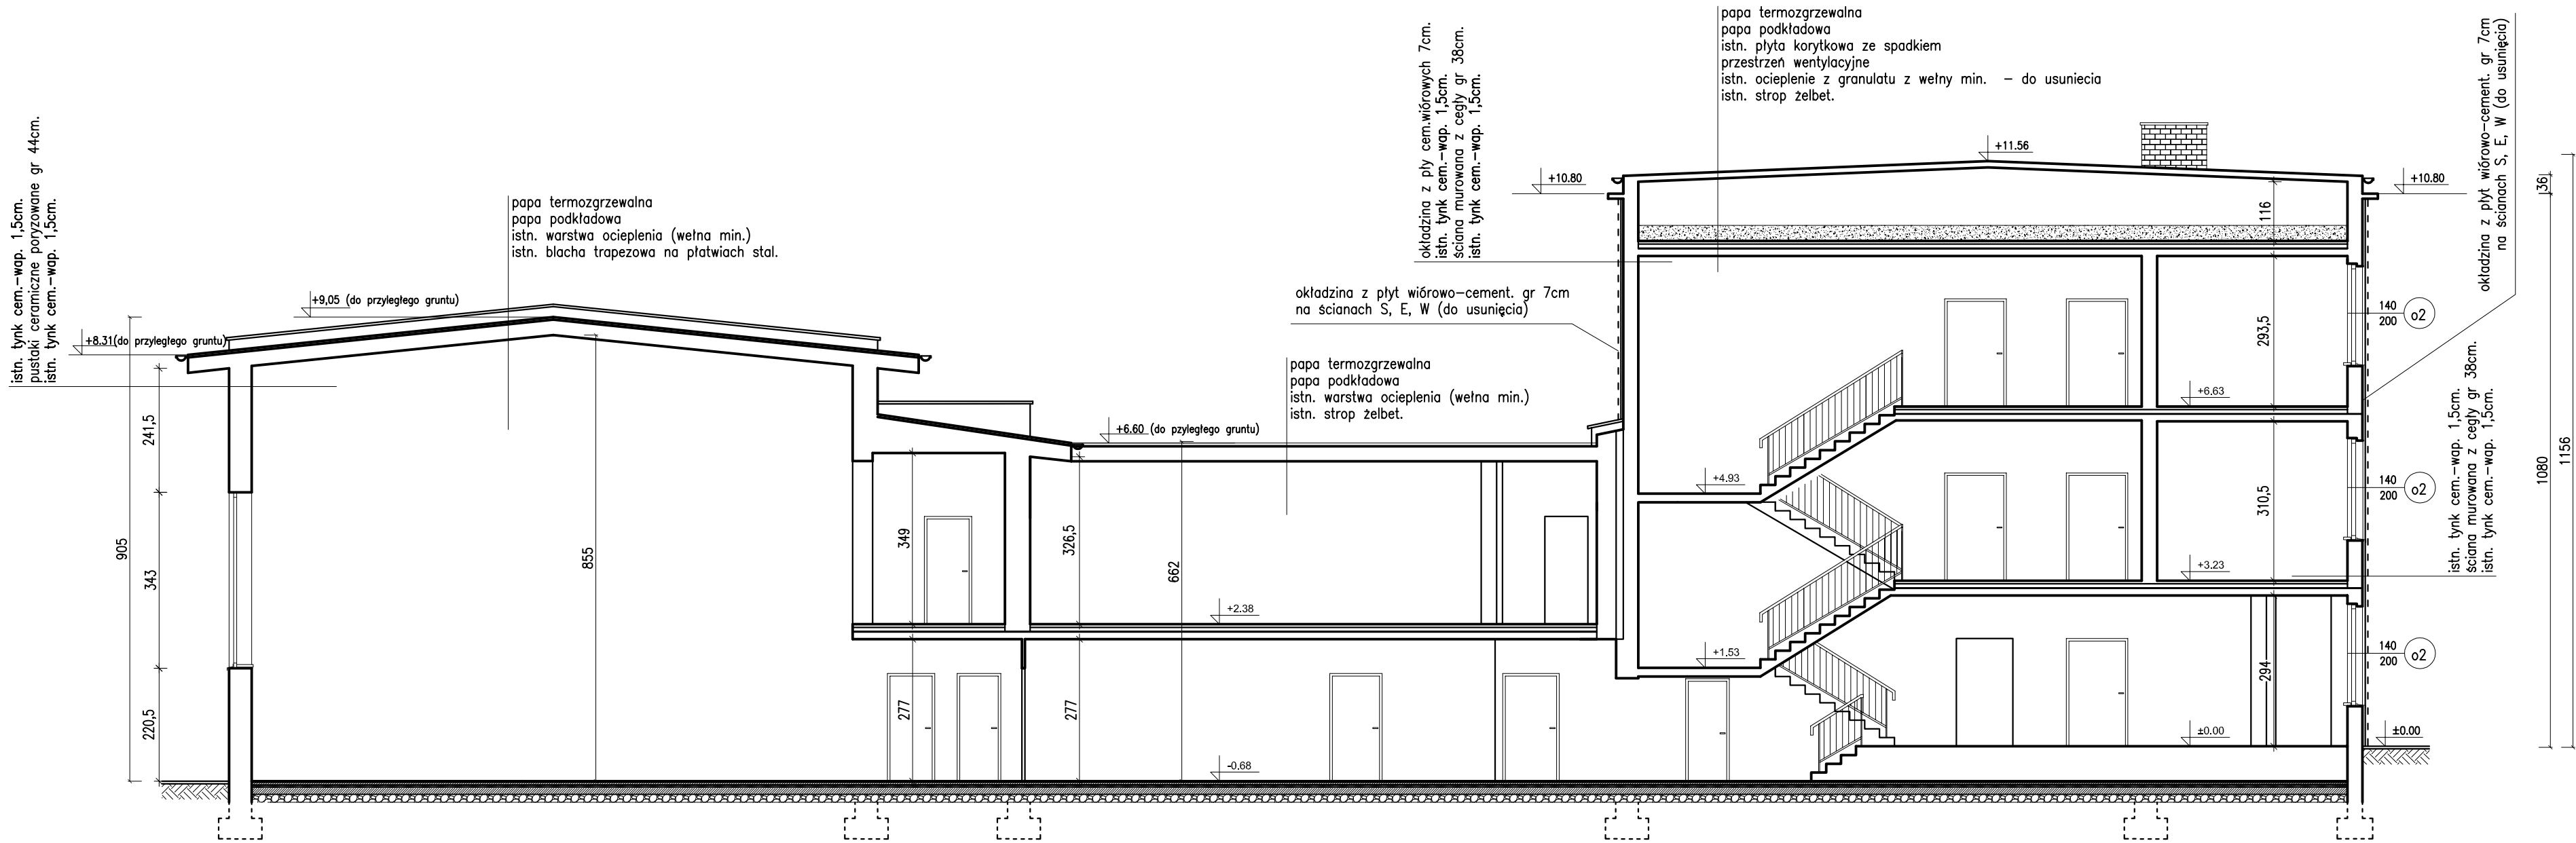 istn. tynk cem.-wap. 1,5cm.
pustaki ceramiczne poryzowane gr 44cm.
istn. tynk cem.-wap. 1,5cm.
papa termozgrzewalna
papa podkładowa
istn. warstwa ocieplenia (wełna min.)
istn. blacha trapezowa na płatwiach stal.
+9,05 (do przyległego gruntu)
+8.31(do przyległego gruntu)
905
241,5
343
220,5
855
349
277
326,5
277
662
+6.60 (do pzyległego gruntu)
+2.38
-0.68
okładzina z płyt wiórowo-cement. gr 7cm
na ścianach S, E, W (do usunięcia)
papa termozgrzewalna
papa podkładowa
istn. warstwa ocieplenia (wełna min.)
istn. strop żelbet.
okładzina z pły cem.wiórowych 7cm.
istn. tynk cem.-wap. 1,5cm.
ściana murowana z cegły gr 38cm.
istn. tynk cem.-wap. 1,5cm.
papa termozgrzewalna
papa podkładowa
istn. płyta korytkowa ze spadkiem
przestrzeń wentylacyjne
istn. ocieplenie z granulatu z wełny min. - do usuniecia
istn. strop żelbet.
+10.80
+11.56
+10.80
116
293,5
310,5
294
+6.63
+4.93
+3.23
+1.53
±0.00
±0.00
140
200
o2
140
200
o2
140
200
o2
okładzina z płyt wiórowo-cement. gr 7cm
na ścianach S, E, W (do usunięcia)
istn. tynk cem.-wap. 1,5cm.
ściana murowana z cegły gr 38cm.
istn. tynk cem.-wap. 1,5cm.
36
1080
1156